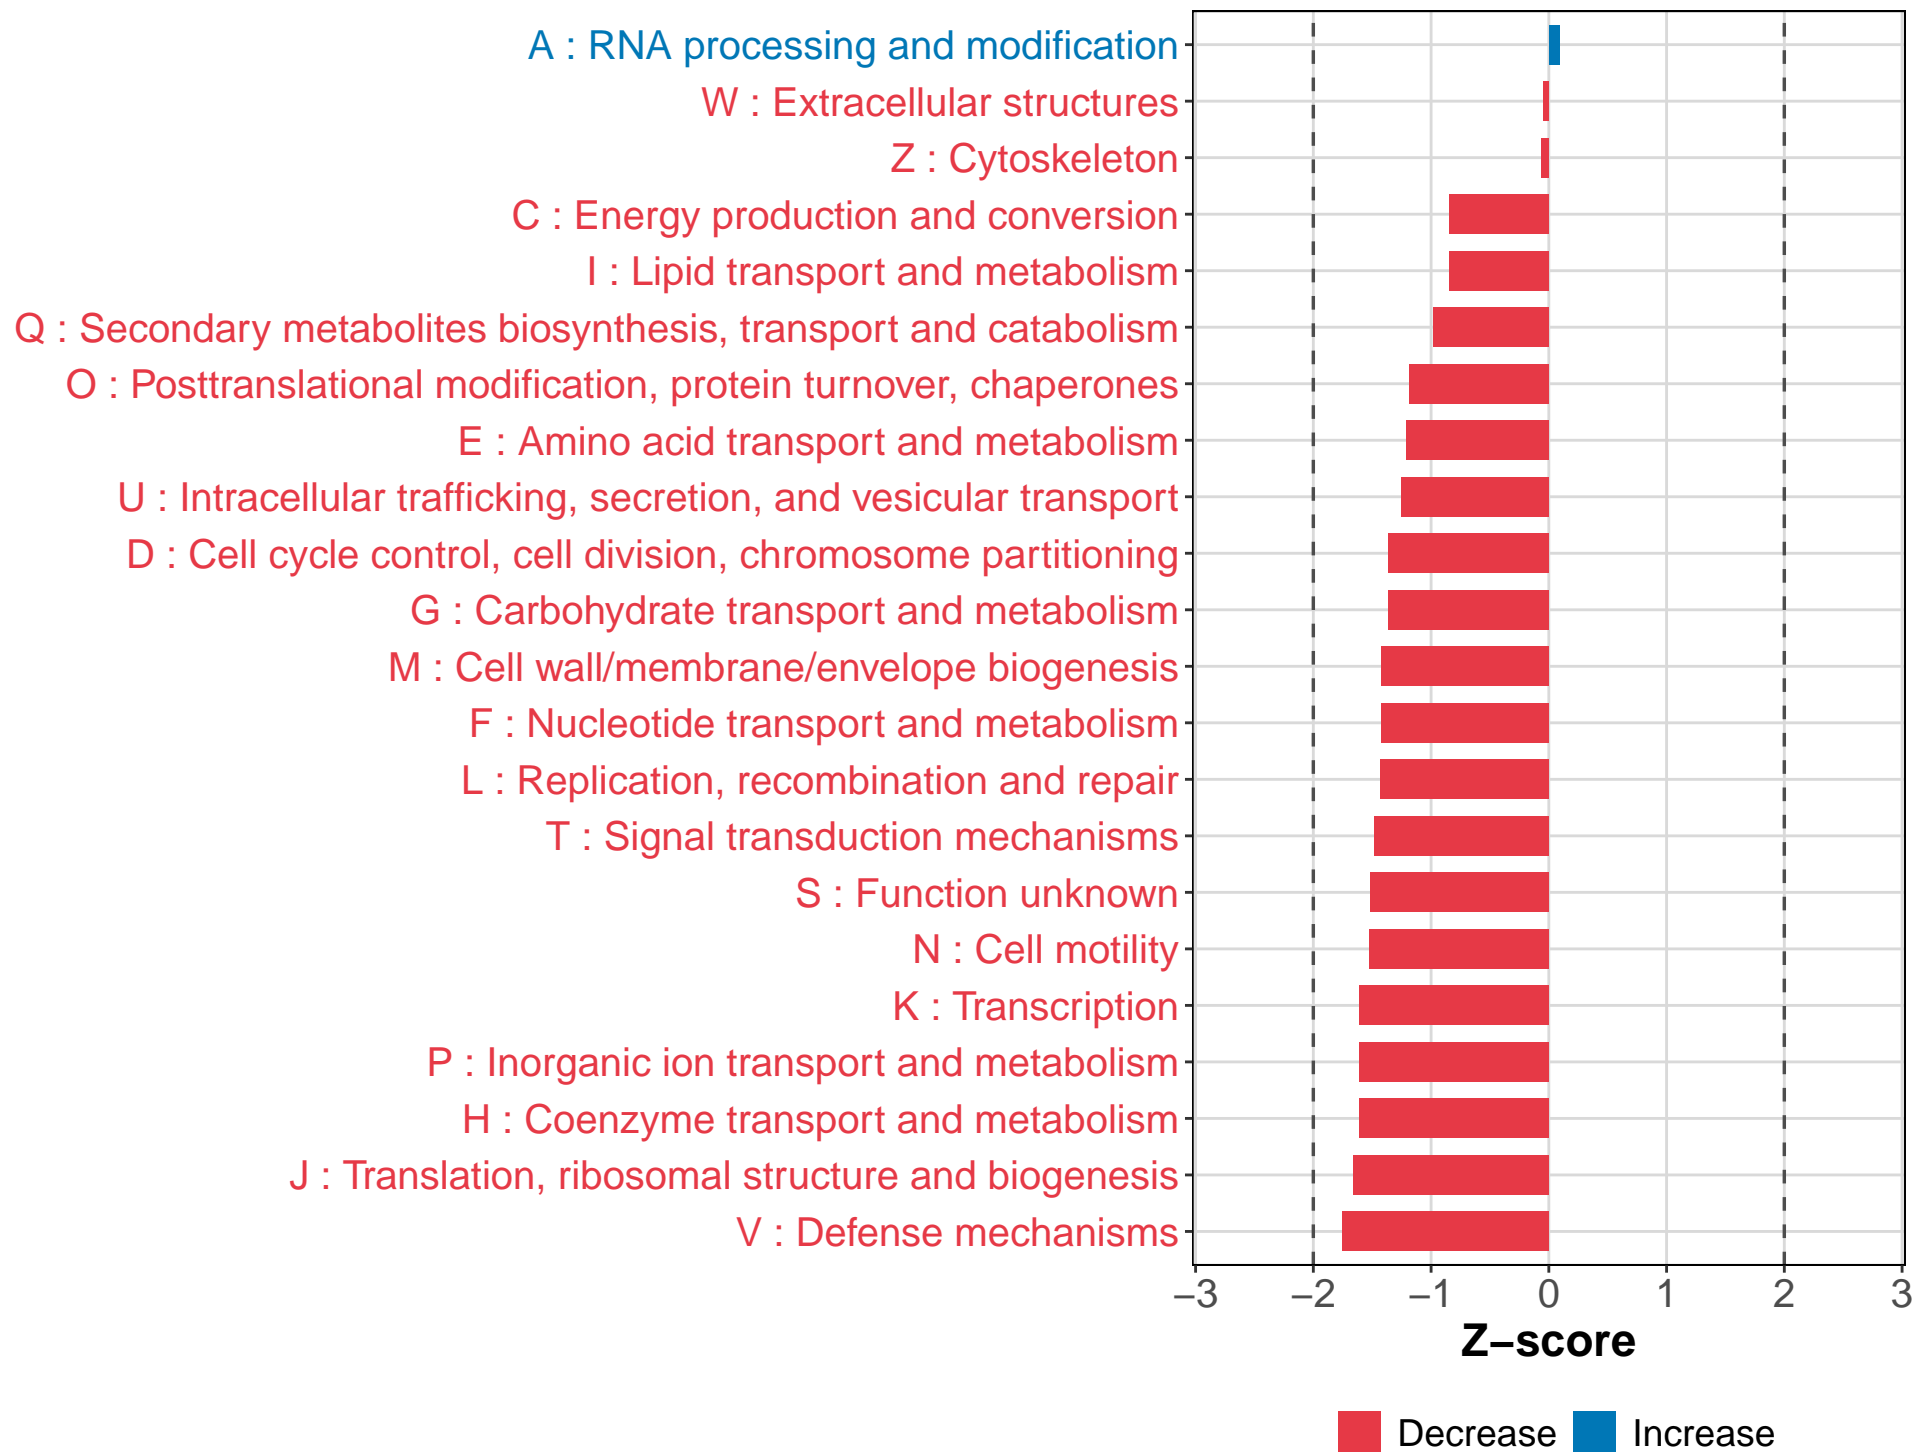 A : RNA processing and modification
W : Extracellular structures
Z : Cytoskeleton
C : Energy production and conversion
I : Lipid transport and metabolism
Q : Secondary metabolites biosynthesis, transport and catabolism
O : Posttranslational modification, protein turnover, chaperones
E : Amino acid transport and metabolism
U : Intracellular trafficking, secretion, and vesicular transport
D : Cell cycle control, cell division, chromosome partitioning
G : Carbohydrate transport and metabolism
M : Cell wall/membrane/envelope biogenesis
F : Nucleotide transport and metabolism
L : Replication, recombination and repair
T : Signal transduction mechanisms
S : Function unknown
N : Cell motility
K : Transcription
P : Inorganic ion transport and metabolism
H : Coenzyme transport and metabolism
J : Translation, ribosomal structure and biogenesis
V : Defense mechanisms
−3 −2 −1 0 1 2 3
Z−score
Decrease Increase